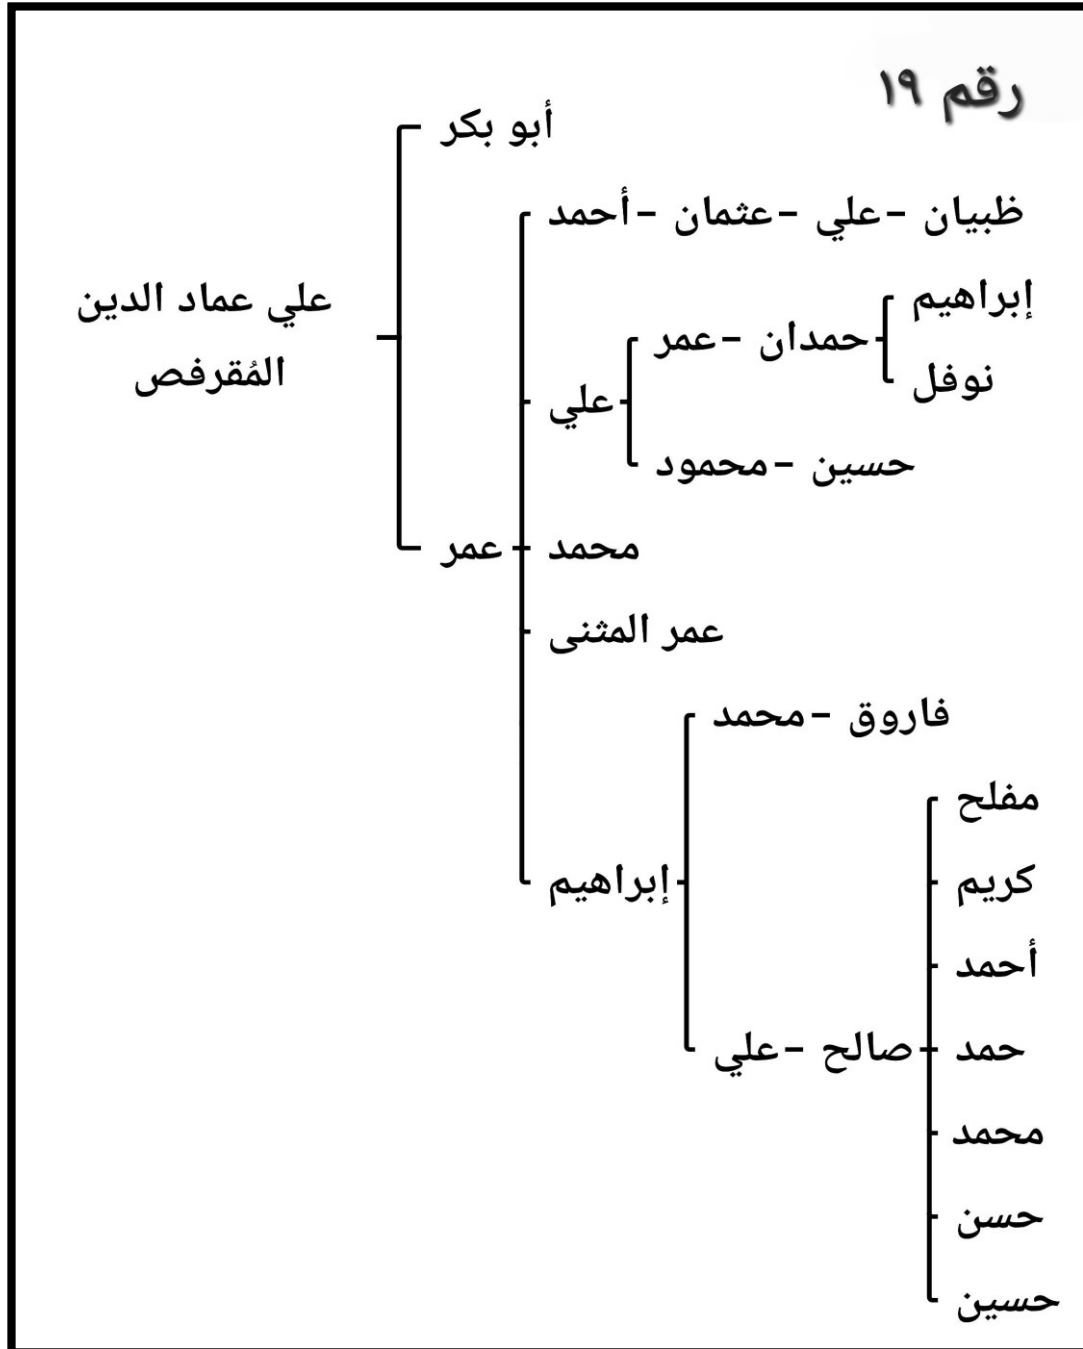 رقم ١٩
أبو بكر
ظبيان - علي - عثمان - أحمد
علي عماد الدين
المُقرفص
إبراهيم
حمدان - عمر
نوفل
علي
حسين - محمود
عمر
محمد
عمر المثنى
فاروق - محمد
مفلح
إبراهيم
كريم
أحمد
صالح - علي
حمد
محمد
حسن
حسين